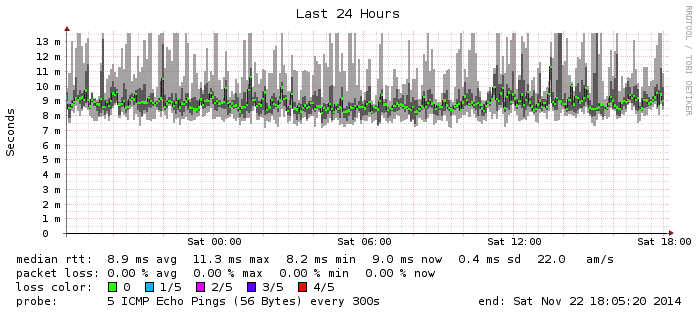 Last 24 Hours
RRDTOOL / TOBI OETIKER
Seconds
13 m
12 m
11 m
10 m
9 m
8 m
7 m
6 m
5 m
4 m
3 m
2 m
1 m
0
Sat 00:00 Sat 06:00 Sat 12:00 Sat 18:00
median rtt: 8.9 ms avg 11.3 ms max 8.2 ms min 9.0 ms now 0.4 ms sd 22.0 am/s
packet loss: 0.00 % avg 0.00 % max 0.00 % min 0.00 % now
loss color: 0 1/5 2/5 3/5 4/5
probe: 5 ICMP Echo Pings (56 Bytes) every 300s end: Sat Nov 22 18:05:20 2014